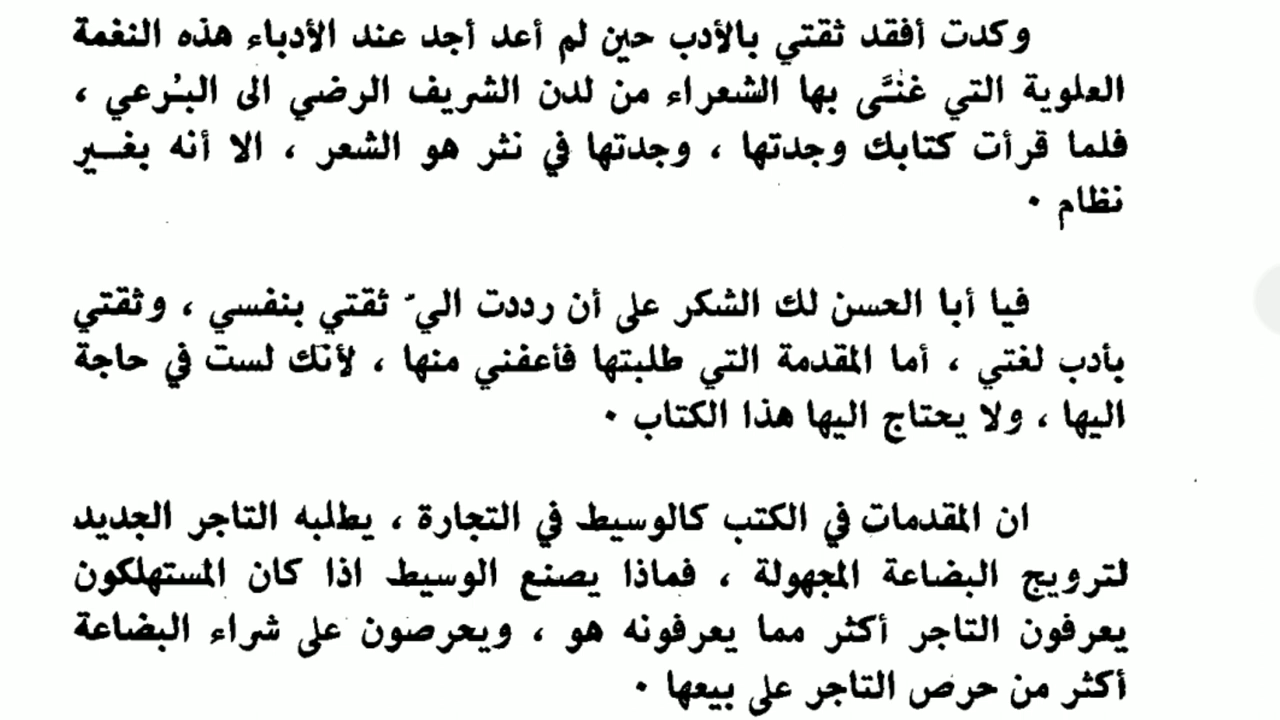 وكدت أفقد ثقتي بالأدب حين لم أعد أجد عند الأدباء هذه النغمة
العلوية التي غنَّى بها الشعراء من لدن الشريف الرضي الى البُرعي ،
فلما قرأت كتابك وجدتها ، وجدتها في نثر هو الشعر ، الا أنه بغير
نظام ٠
فيا أبا الحسن لك الشكر على أن رددت اليّ ثقتي بنفسي ، وثقتي
بأدب لغتي ، أما المقدمة التي طلبتها فأعفني منها ، لأنك لست في حاجة
اليها ، ولا يحتاج اليها هذا الكتاب ٠
ان المقدمات في الكتب كالوسيط في التجارة ، يطلبه التاجر الجديد
لترويج البضاعة المجهولة ، فماذا يصنع الوسيط اذا كان المستهلكون
يعرفون التاجر أكثر مما يعرفونه هو ، ويحرصون على شراء البضاعة
أكثر من حرص التاجر على بيعها ٠